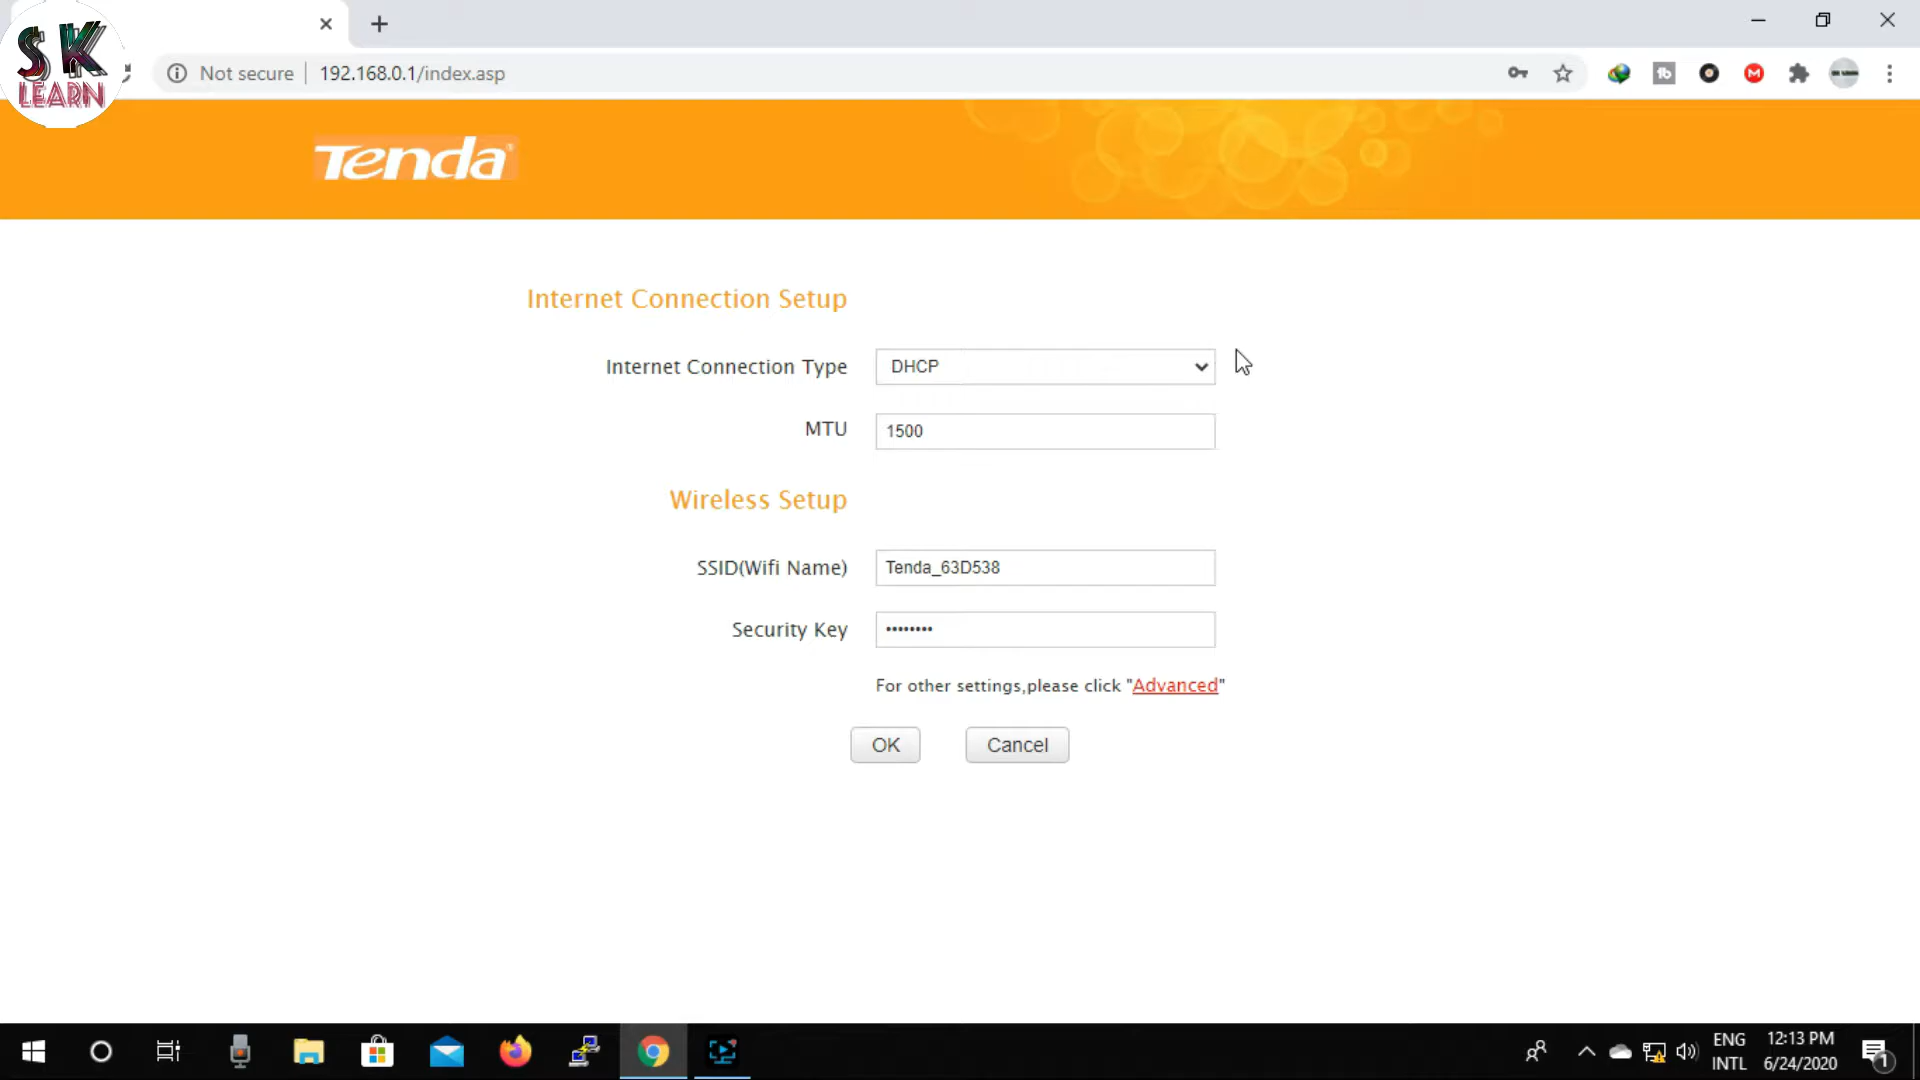 SK
LEARN
Not secure
192.168.0.1/index.asp
Tenda®
Internet Connection Setup
Internet Connection Type
DHCP
MTU
1500
Wireless Setup
SSID(Wifi Name)
Tenda_63D538
Security Key
••••••••
For other settings,please click "Advanced"
OK
Cancel
ENG
INTL
12:13 PM
6/24/2020
1